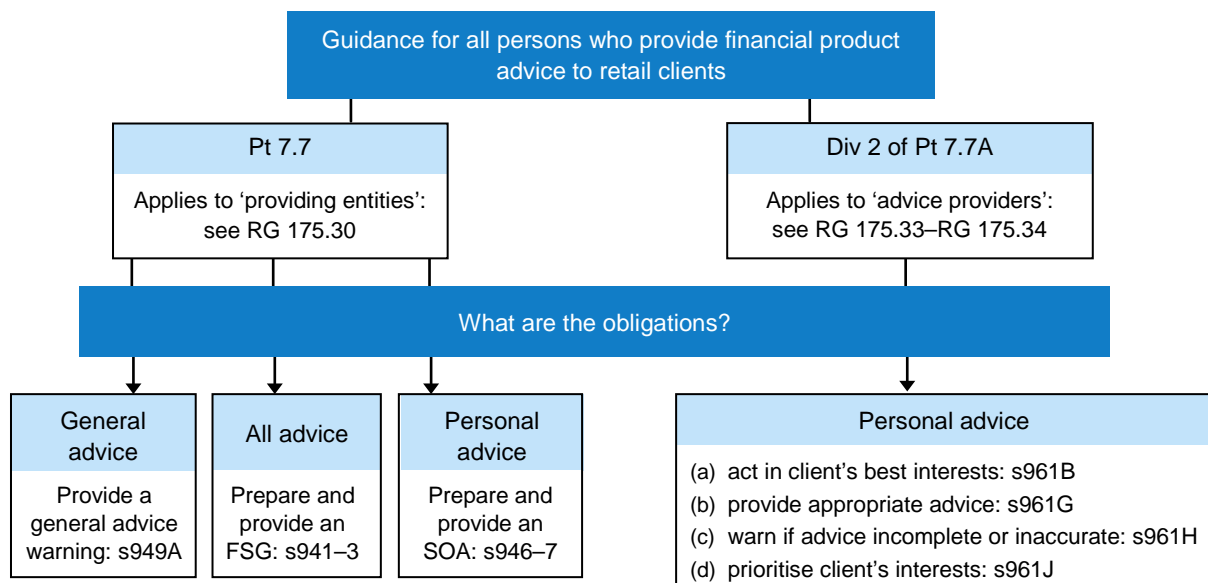 Guidance for all persons who provide financial product
advice to retail clients
Pt 7.7
Applies to ‘providing entities’:
see RG 175.30
Div 2 of Pt 7.7A
Applies to ‘advice providers’:
see RG 175.33–RG 175.34
What are the obligations?
General
advice
Provide a
general advice
warning: s949A
All advice
Prepare and
provide an
FSG: s941–3
Personal
advice
Prepare and
provide an
SOA: s946–7
Personal advice
(a) act in client’s best interests: s961B
(b) provide appropriate advice: s961G
(c) warn if advice incomplete or inaccurate: s961H
(d) prioritise client’s interests: s961J